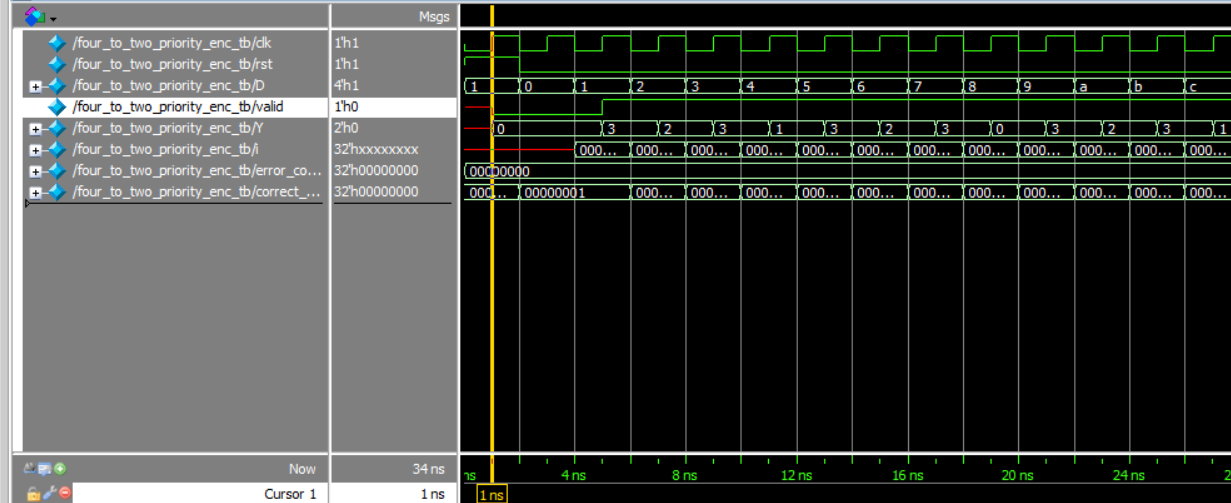 Msgs
/four_to_two_priority_enc_tb/clk 1'h1
/four_to_two_priority_enc_tb/rst 1'h1
/four_to_two_priority_enc_tb/D 4'h1 1 0 1 2 3 4 5 6 7 8 9 a b c
/four_to_two_priority_enc_tb/valid 1'h0
/four_to_two_priority_enc_tb/Y 2'h0 0 3 2 3 1 3 2 3 0 3 2 3 1
/four_to_two_priority_enc_tb/i 32'hxxxxxxxx 000... 000... 000... 000... 000... 000... 000... 000... 000... 000... 000... 000...
/four_to_two_priority_enc_tb/error_co... 32'h00000000 00000000
/four_to_two_priority_enc_tb/correct_... 32'h00000000 000... 00000001 000... 000... 000... 000... 000... 000... 000... 000... 000... 000... 000...
Now 34 ns ns 4 ns 8 ns 12 ns 16 ns 20 ns 24 ns 2
Cursor 1 1 ns 1 ns